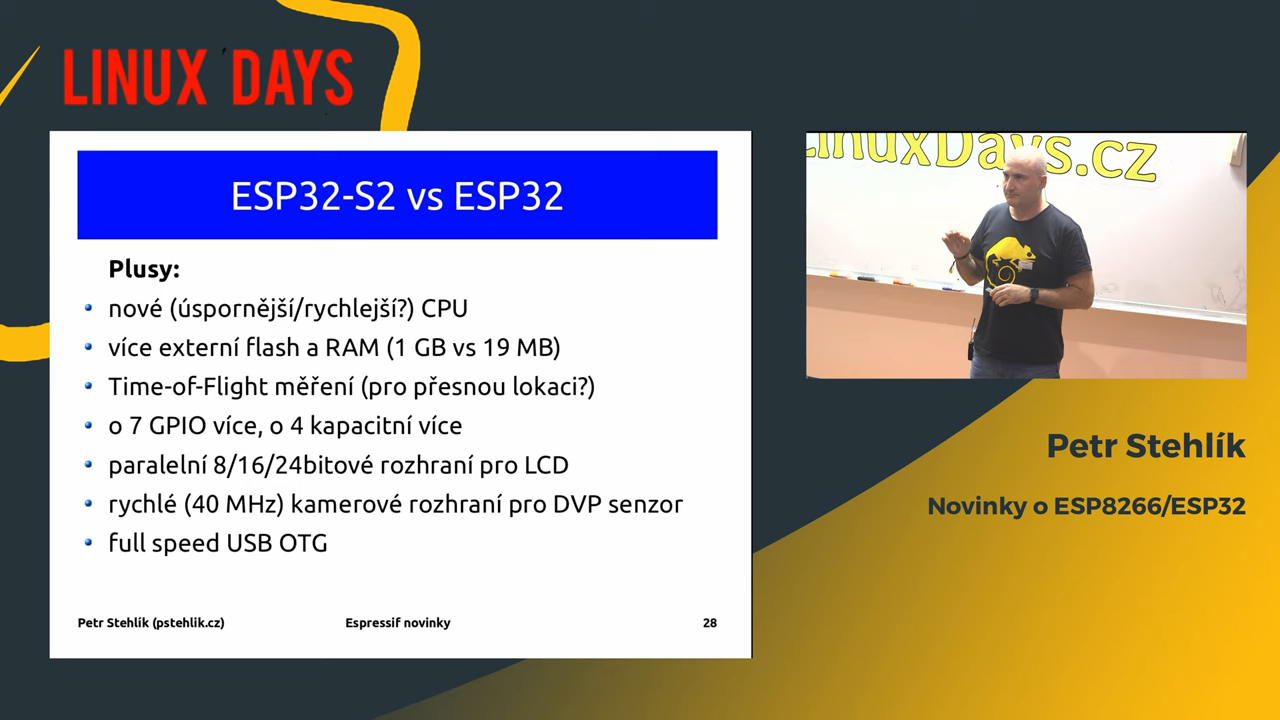 LINUX DAYS
ESP32-S2 vs ESP32
Plusy:
nové (úspornější/rychlejší?) CPU
více externí flash a RAM (1 GB vs 19 MB)
Time-of-Flight měření (pro přesnou lokaci?)
o 7 GPIO více, o 4 kapacitní více
paralelní 8/16/24bitové rozhraní pro LCD
rychlé (40 MHz) kamerové rozhraní pro DVP senzor
full speed USB OTG
Petr Stehlík (pstehlik.cz) Espressif novinky 28
LinuxDays.cz
Petr Stehlík
Novinky o ESP8266/ESP32